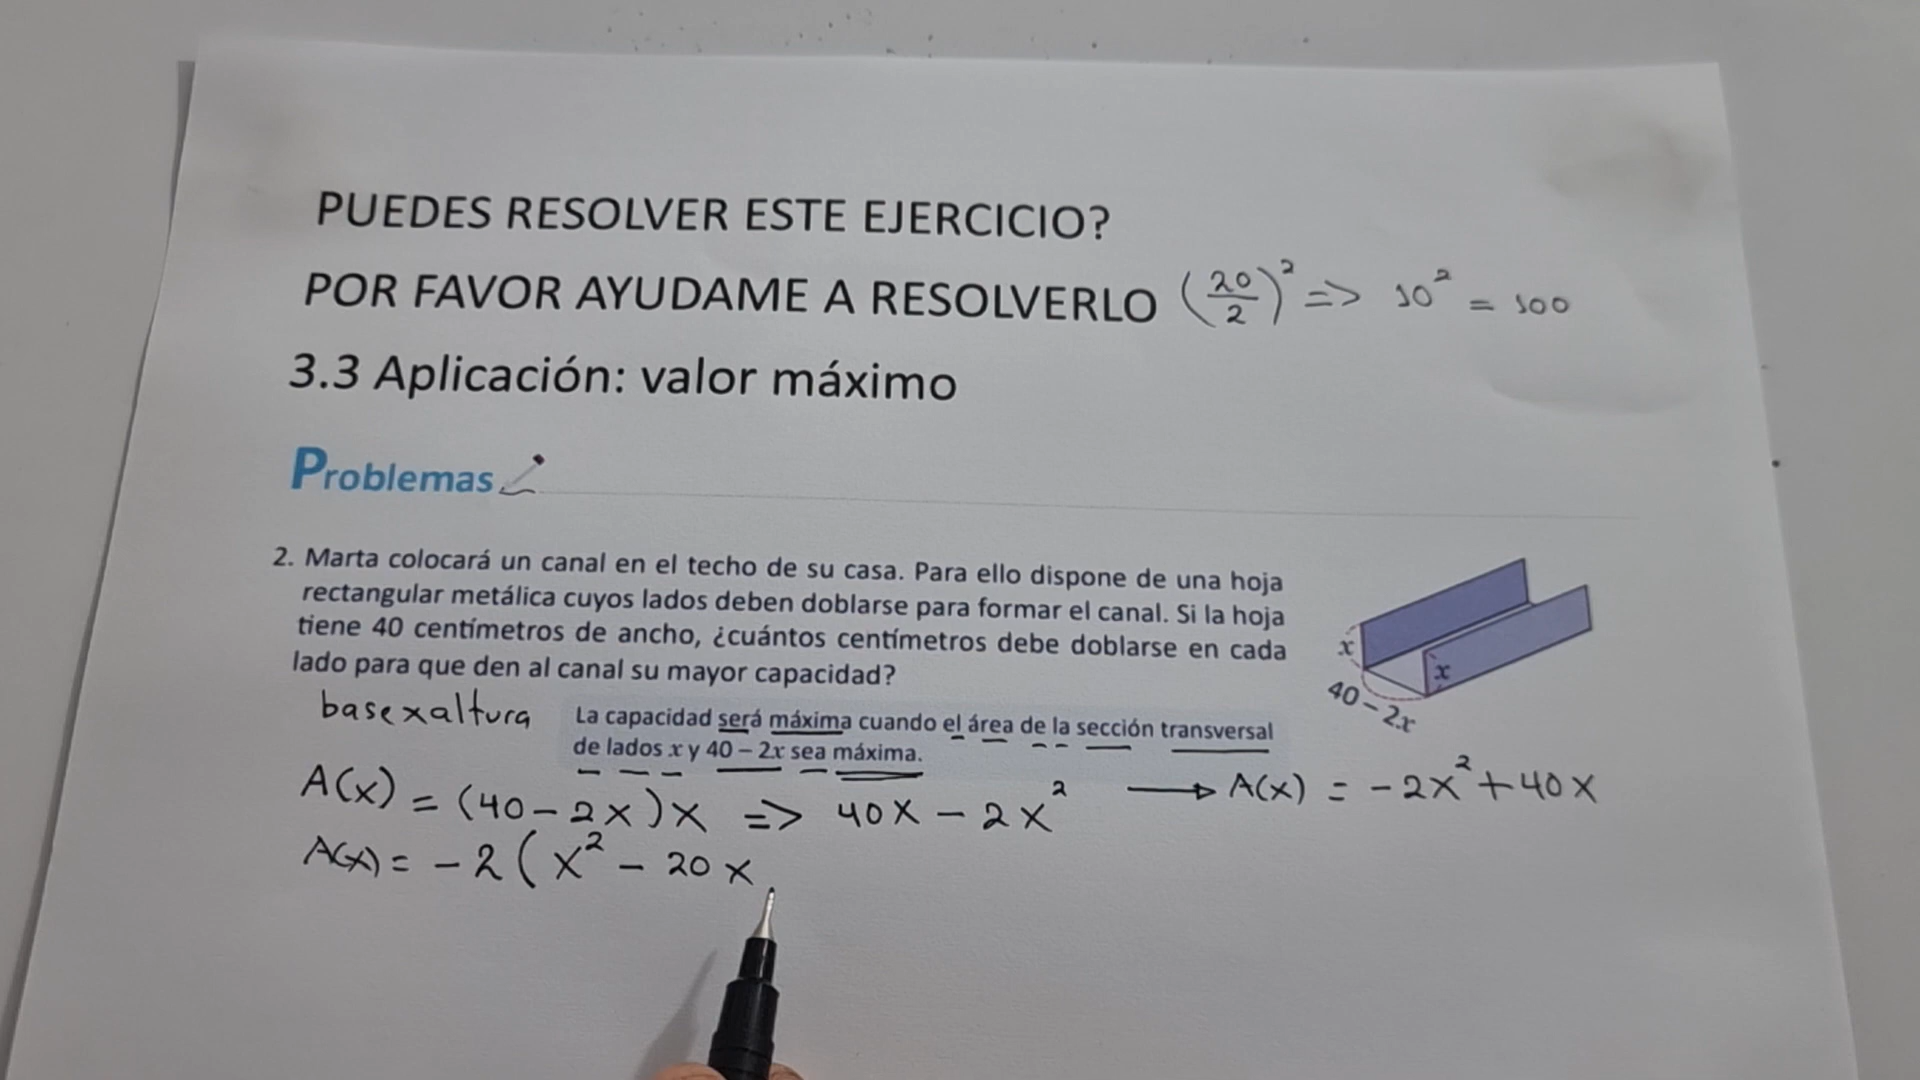 PUEDES RESOLVER ESTE EJERCICIO?
POR FAVOR AYUDAME A RESOLVERLO (20/2)² => 10² = 100
3.3 Aplicación: valor máximo
Problemas
2. Marta colocará un canal en el techo de su casa. Para ello dispone de una hoja
rectangular metálica cuyos lados deben doblarse para formar el canal. Si la hoja
tiene 40 centímetros de ancho, ¿cuántos centímetros debe doblarse en cada
lado para que den al canal su mayor capacidad?
x
x
40 – 2x
base x altura
La capacidad será máxima cuando el área de la sección transversal
de lados x y 40 – 2x sea máxima.
A(x) = (40 – 2x)x => 40x – 2x² → A(x) = -2x² + 40x
A(x) = -2(x² – 20x